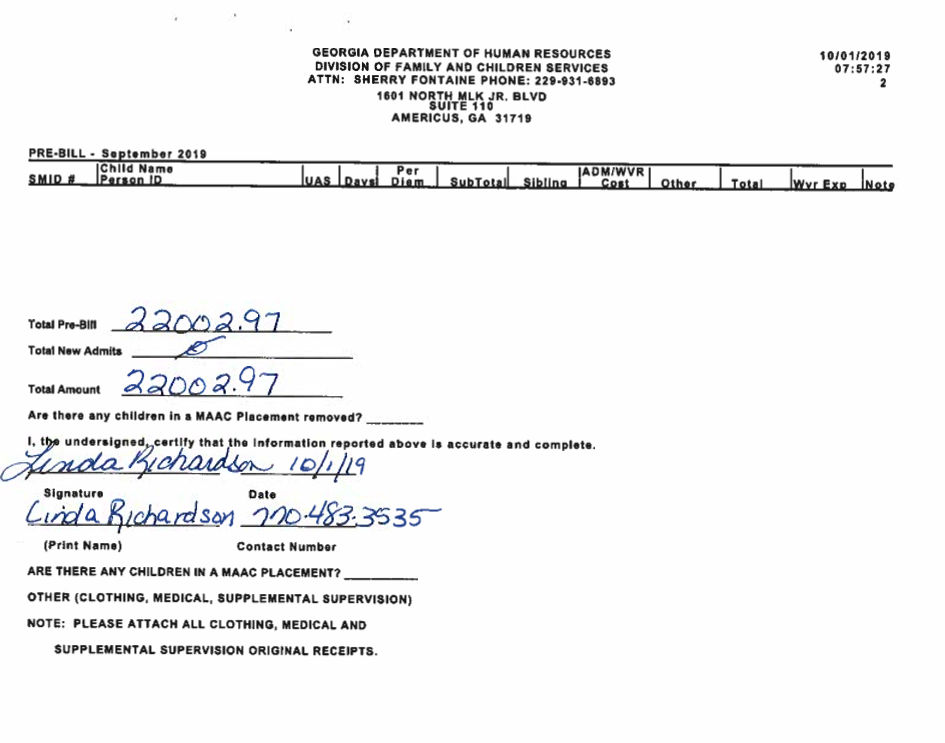 GEORGIA DEPARTMENT OF HUMAN RESOURCES 10/01/2019
DIVISION OF FAMILY AND CHILDREN SERVICES 07:57:27
ATTN: SHERRY FONTAINE PHONE: 229-931-6893 2
1601 NORTH MLK JR. BLVD
SUITE 110
AMERICUS, GA 31719
PRE-BILL - September 2019
Child Name Per ADM/WVR
SMID # Person ID UAS Days Diem SubTotal Sibling Cost Other Total Wvr Exp Note
Total Pre-Bill 22002.97
Total New Admits 0
Total Amount 22002.97
Are there any children in a MAAC Placement removed?
I, the undersigned, certify that the information reported above is accurate and complete.
Linda Richardson 10/1/19
Signature Date
Linda Richardson 770.483.3535
(Print Name) Contact Number
ARE THERE ANY CHILDREN IN A MAAC PLACEMENT?
OTHER (CLOTHING, MEDICAL, SUPPLEMENTAL SUPERVISION)
NOTE: PLEASE ATTACH ALL CLOTHING, MEDICAL AND
SUPPLEMENTAL SUPERVISION ORIGINAL RECEIPTS.